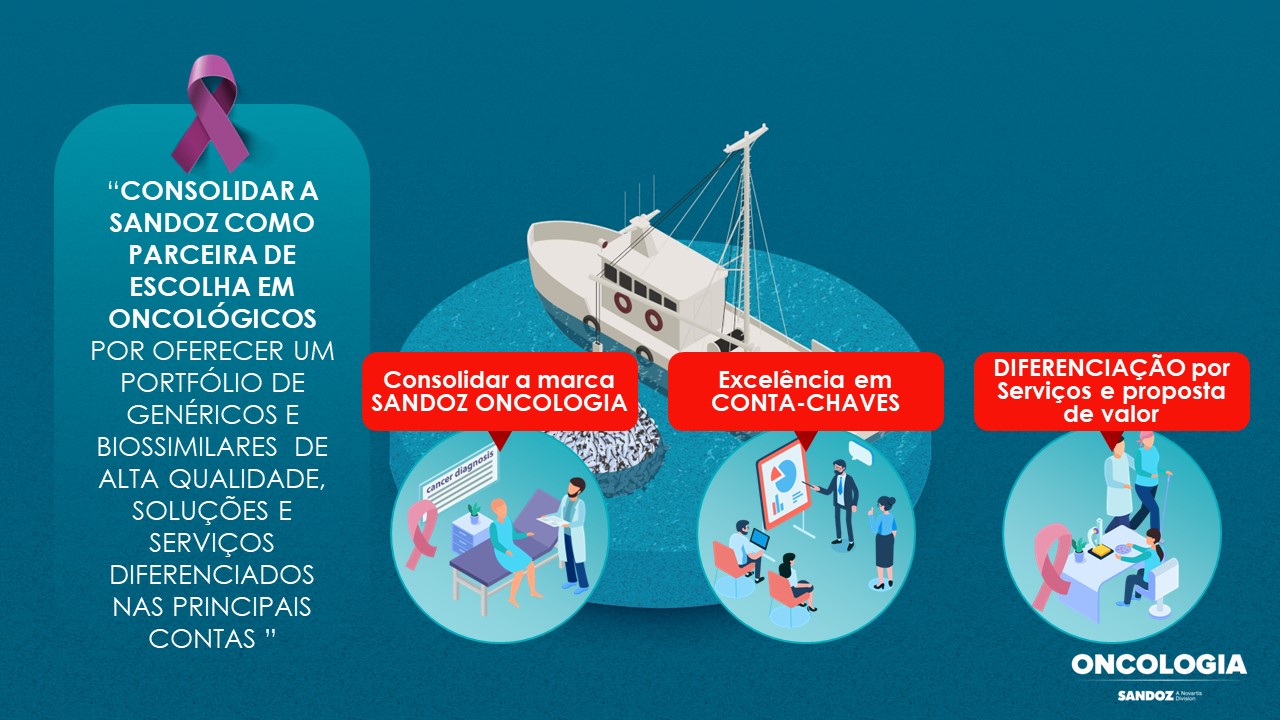 “CONSOLIDAR A
SANDOZ COMO
PARCEIRA DE
ESCOLHA EM
ONCOLÓGICOS
POR OFERECER UM
PORTFÓLIO DE
GENÉRICOS E
BIOSSIMILARES DE
ALTA QUALIDADE,
SOLUÇÕES E
SERVIÇOS
DIFERENCIADOS
NAS PRINCIPAIS
CONTAS ”
Consolidar a marca
SANDOZ ONCOLOGIA
cancer diagnosis
Excelência em
CONTA-CHAVES
DIFERENCIAÇÃO por
Serviços e proposta
de valor
ONCOLOGIA
SANDOZ A Novartis
Division